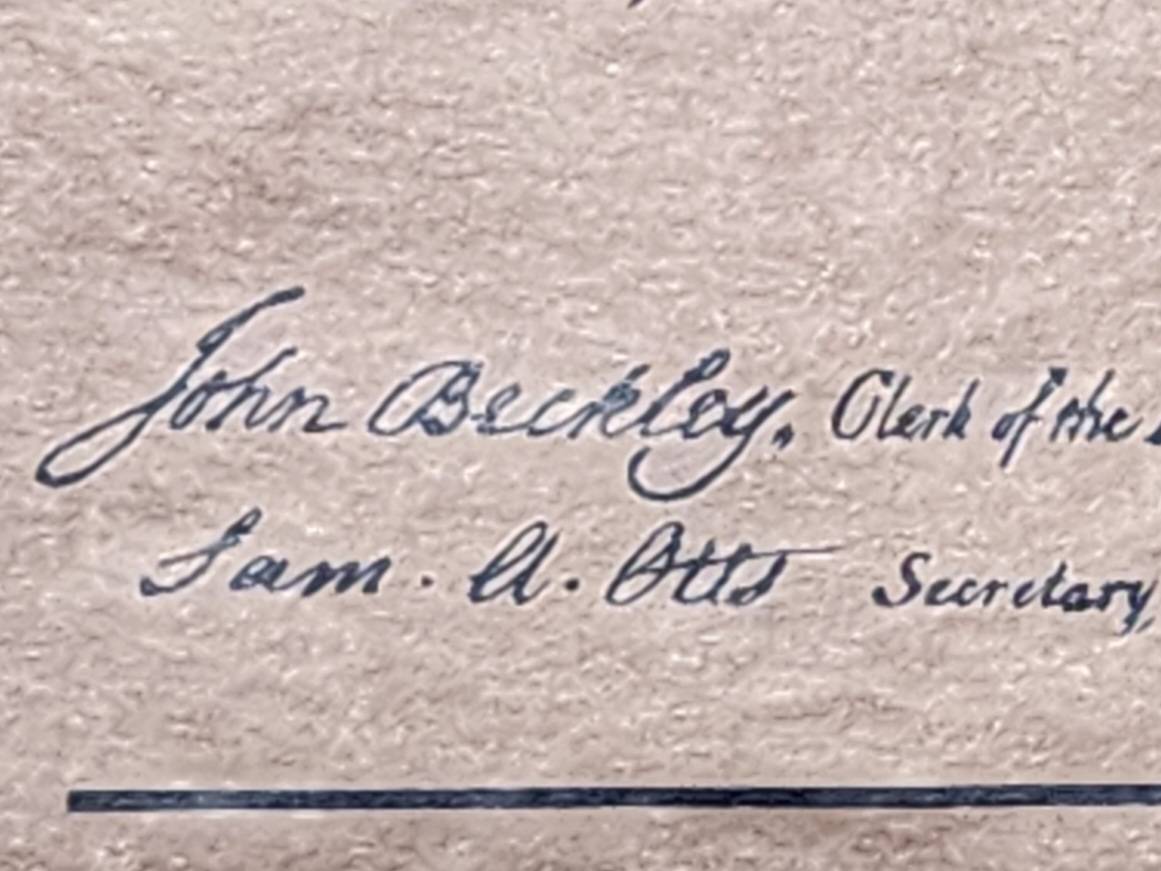 John Beckley, Clerk of the
Sam. A. Otis Secretary,